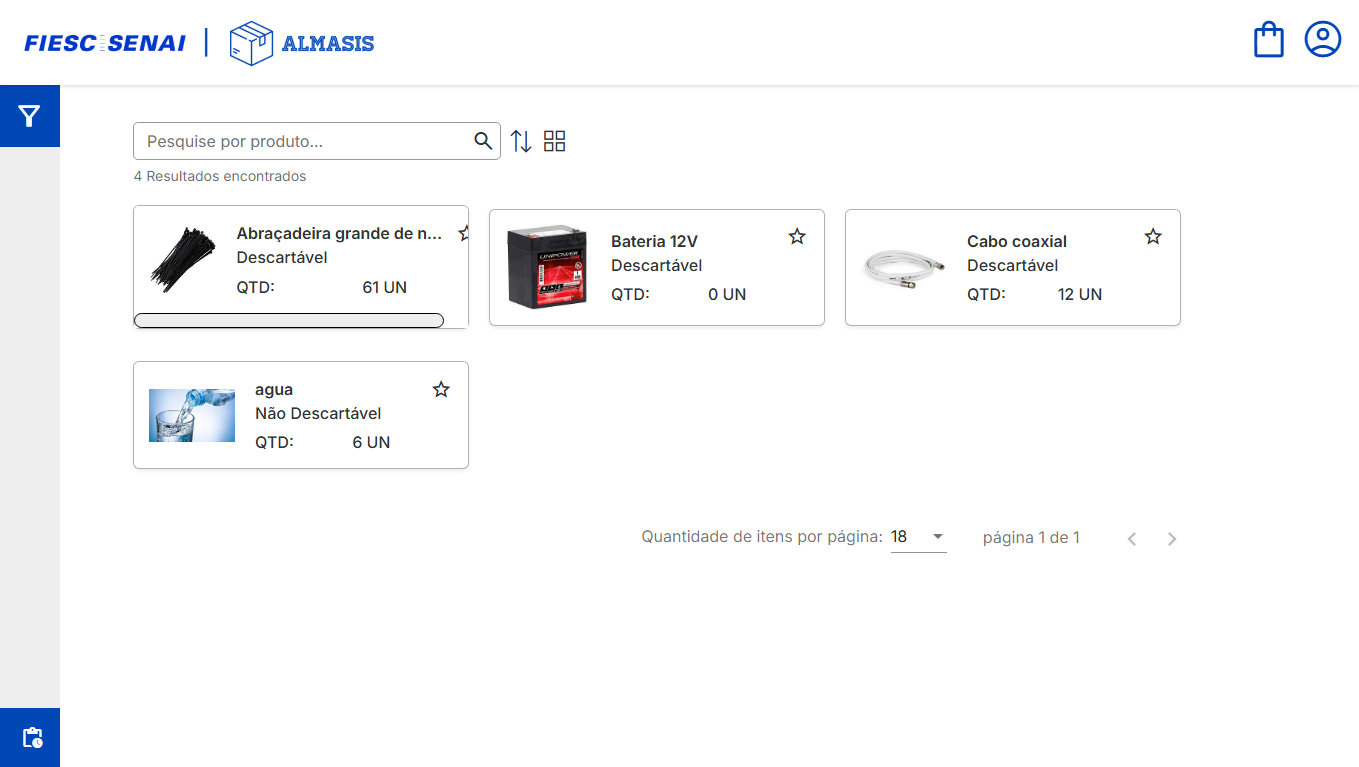 FIESC SENAI
ALMASIS
Pesquise por produto...
4 Resultados encontrados
Abraçadeira grande de n...
Descartável
QTD: 61 UN
UNIPOWER
Bateria 12V
Descartável
QTD: 0 UN
Cabo coaxial
Descartável
QTD: 12 UN
agua
Não Descartável
QTD: 6 UN
Quantidade de itens por página: 18
página 1 de 1